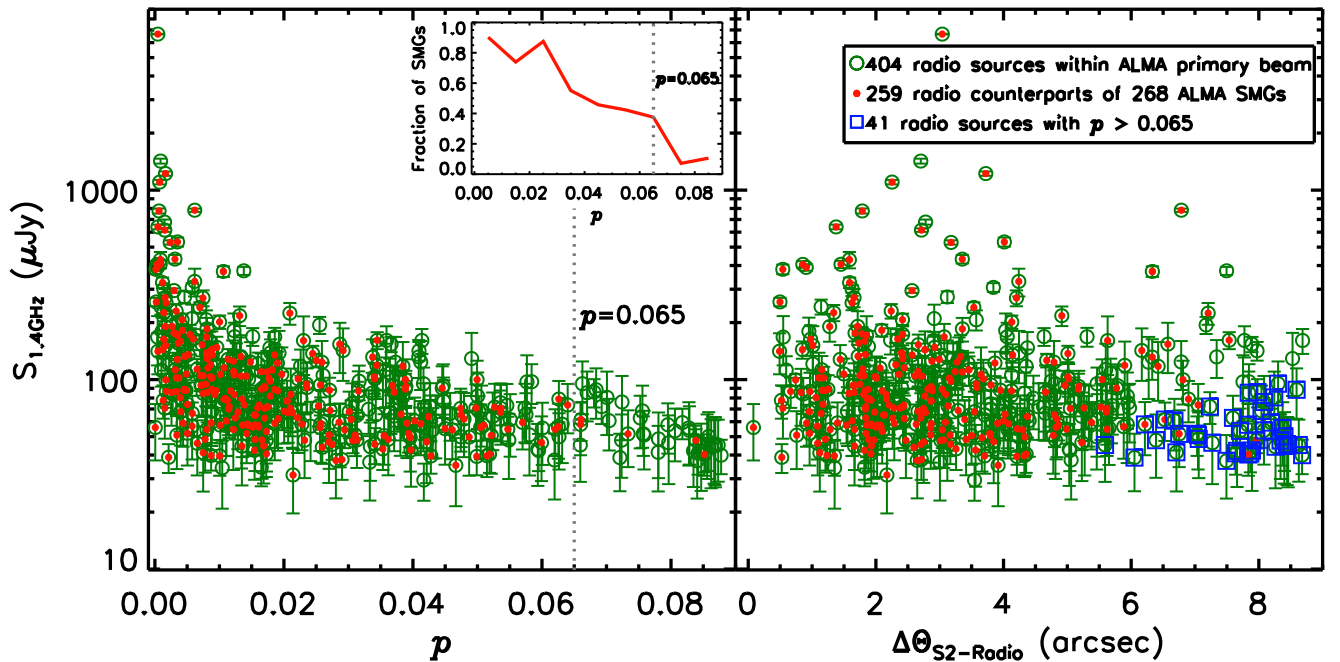 S1.4GHz (μJy)
1000
100
10
0.00 0.02 0.04 0.06 0.08
p
p=0.065
Fraction of SMGs
1.0
0.8
0.6
0.4
0.2
0.0
0.00 0.02 0.04 0.06 0.08
p
p=0.065
404 radio sources within ALMA primary beam
259 radio counterparts of 268 ALMA SMGs
41 radio sources with p > 0.065
0 2 4 6 8
ΔΘS2-Radio (arcsec)